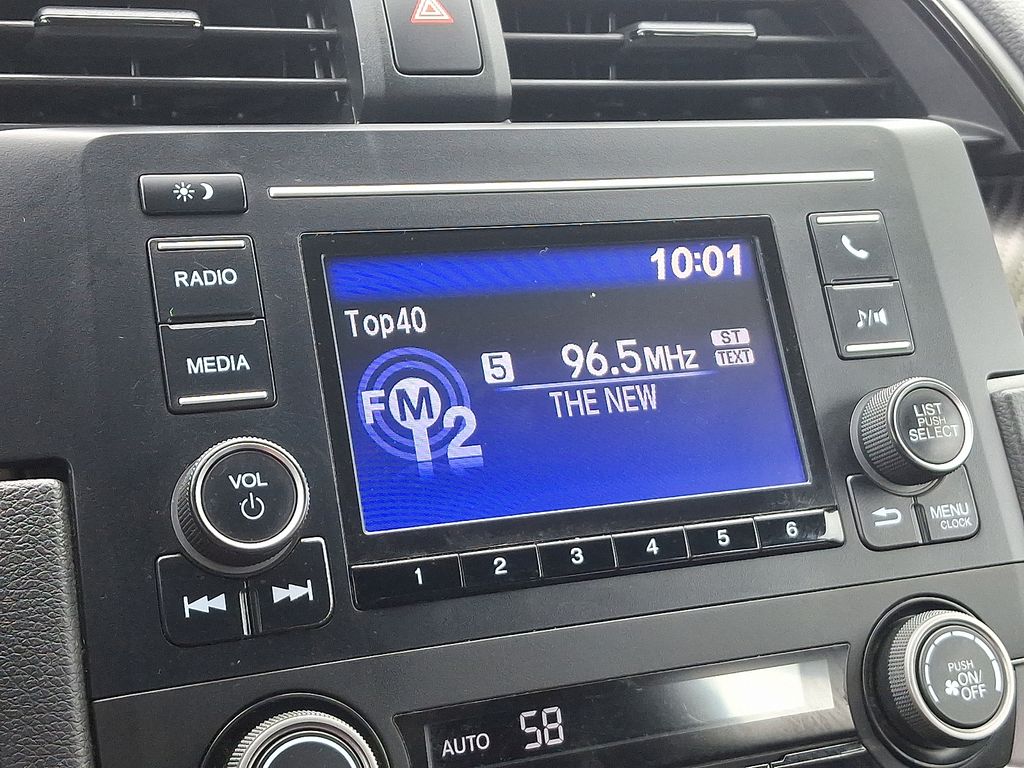 10:01
RADIO
Top40
MEDIA
5 96.5MHz ST
TEXT
THE NEW
FM2
LIST
PUSH
SELECT
VOL
MENU
CLOCK
1 2 3 4 5 6
PUSH
ON/
OFF
AUTO 58